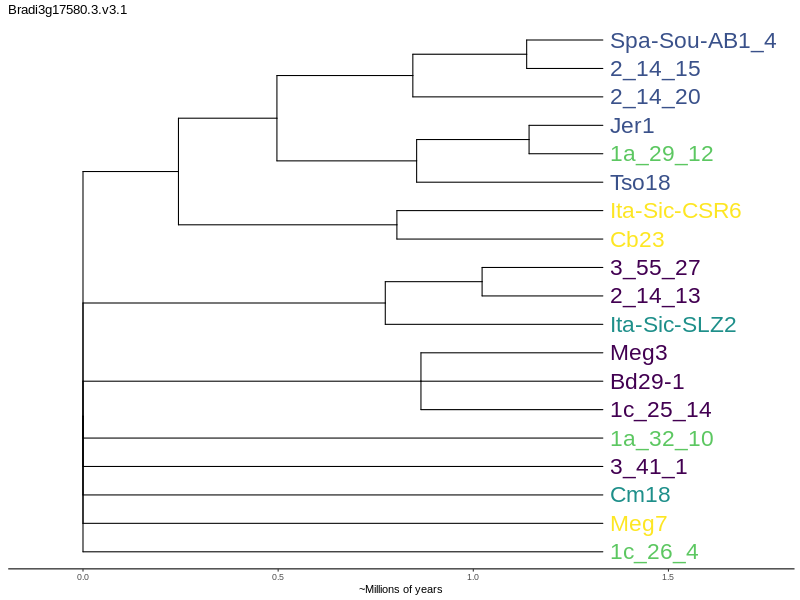 Bradi3g17580.3.v3.1
Spa-Sou-AB1_4
2_14_15
2_14_20
Jer1
1a_29_12
Tso18
Ita-Sic-CSR6
Cb23
3_55_27
2_14_13
Ita-Sic-SLZ2
Meg3
Bd29-1
1c_25_14
1a_32_10
3_41_1
Cm18
Meg7
1c_26_4
0.0 0.5 1.0 1.5
~Millions of years